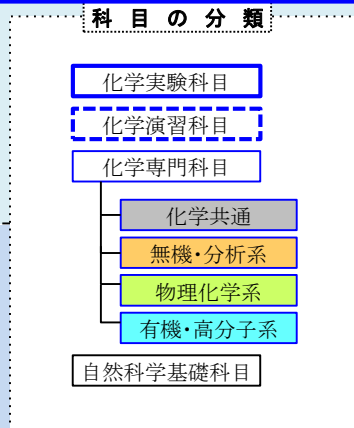 科目の分類
化学実験科目
化学演習科目
化学専門科目
化学共通
無機・分析系
物理化学系
有機・高分子系
自然科学基礎科目